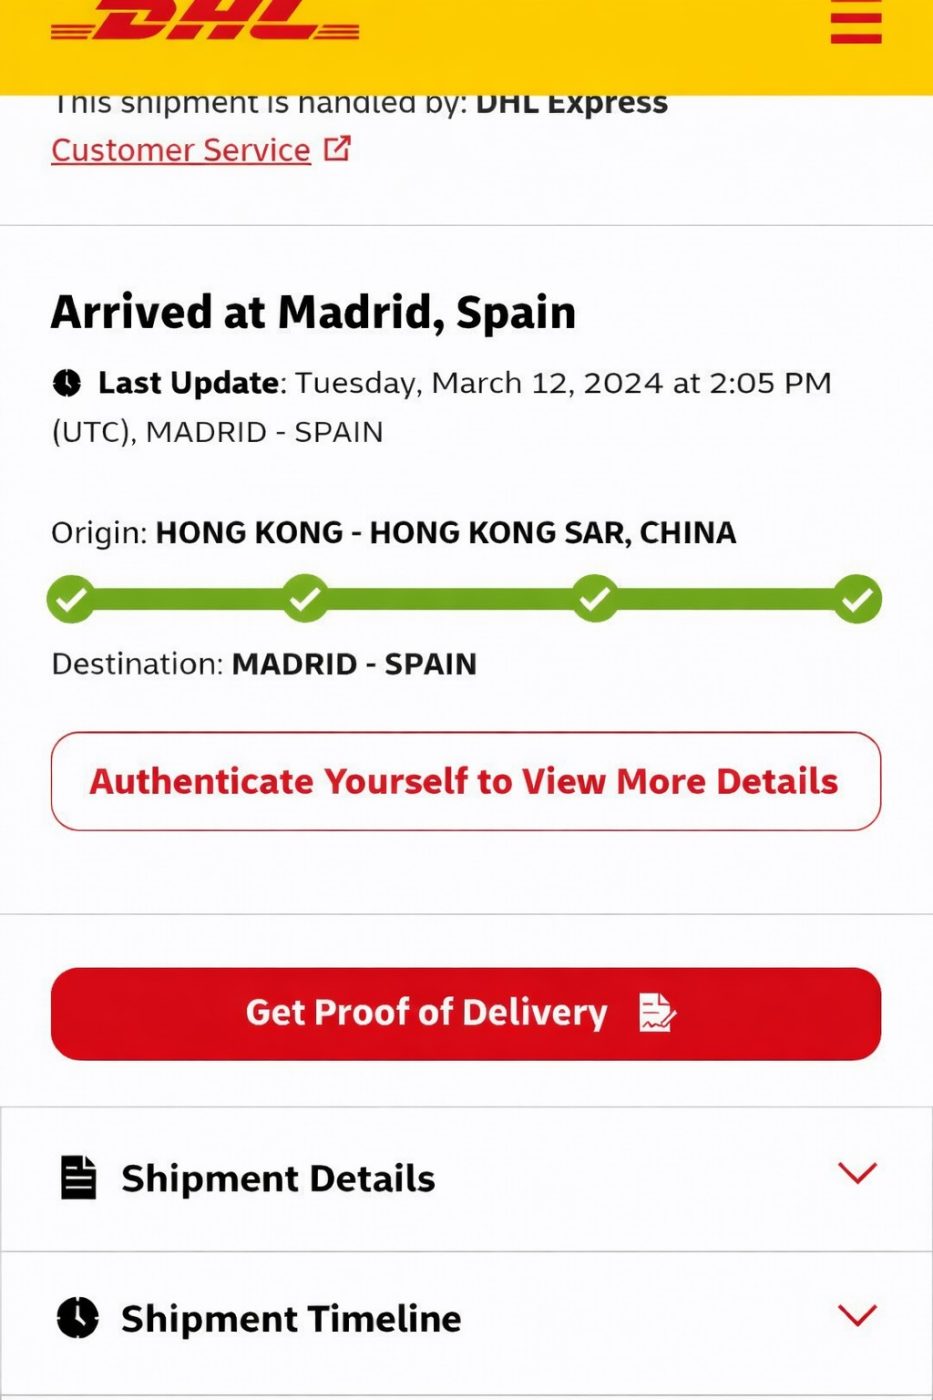 DHL
This shipment is handled by: DHL Express
Customer Service
Arrived at Madrid, Spain
Last Update: Tuesday, March 12, 2024 at 2:05 PM
(UTC), MADRID - SPAIN
Origin: HONG KONG - HONG KONG SAR, CHINA
Destination: MADRID - SPAIN
Authenticate Yourself to View More Details
Get Proof of Delivery
Shipment Details
Shipment Timeline